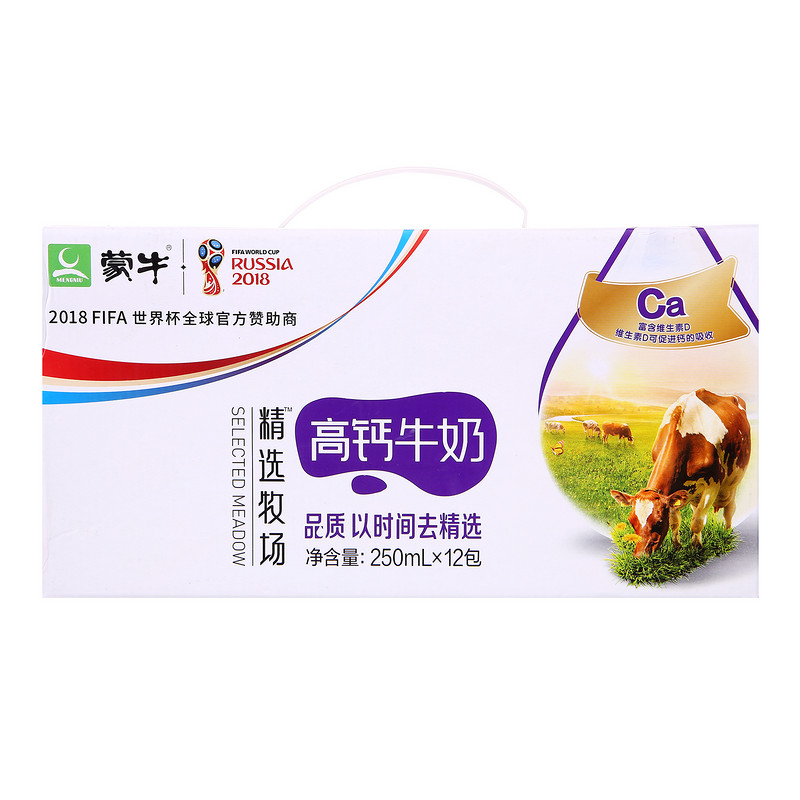 MENGNIU
蒙牛®
FIFA WORLD CUP
RUSSIA
2018
2018 FIFA 世界杯全球官方赞助商
Ca
富含维生素D
维生素D可促进钙的吸收
精选牧场™
SELECTED MEADOW
高钙牛奶
品质 以时间去精选
净含量：250mL×12包